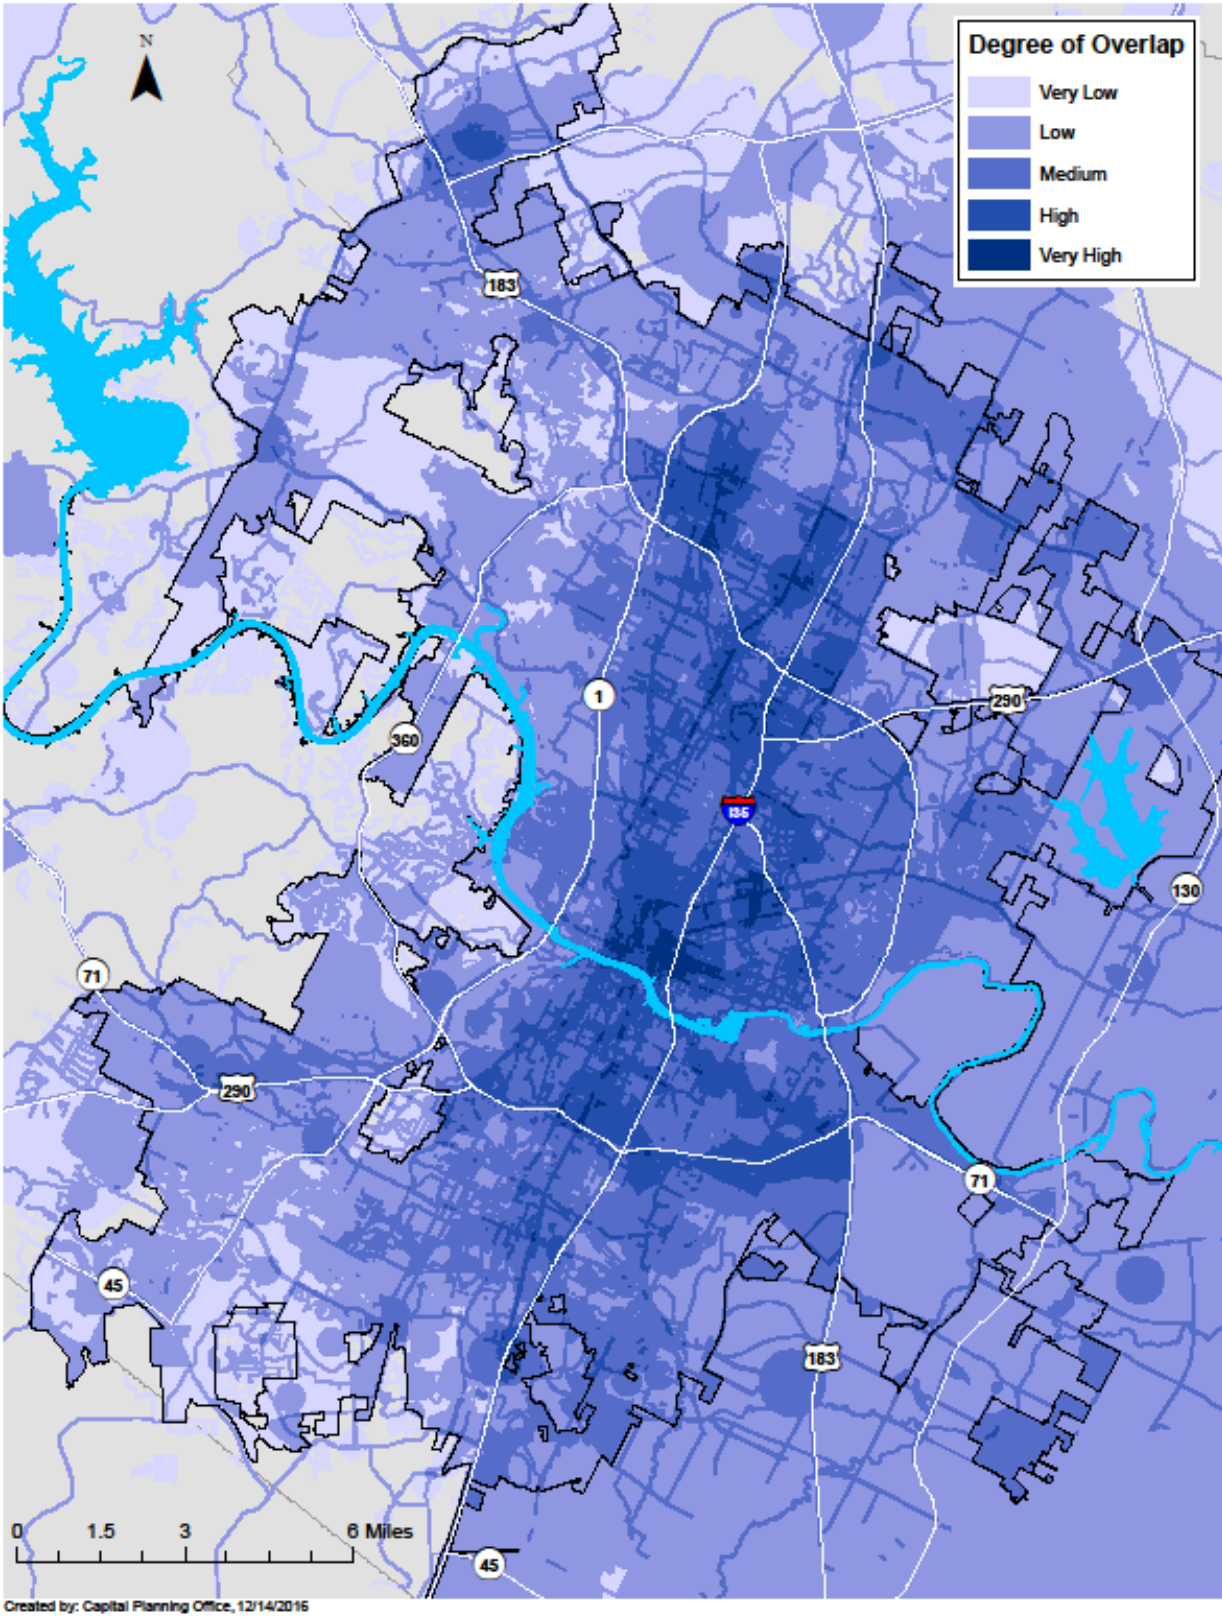 N
Degree of Overlap
Very Low
Low
Medium
High
Very High
183
1
290
360
I35
130
71
290
71
45
183
0 1.5 3 6 Miles
45
Created by: Capital Planning Office, 12/14/2016